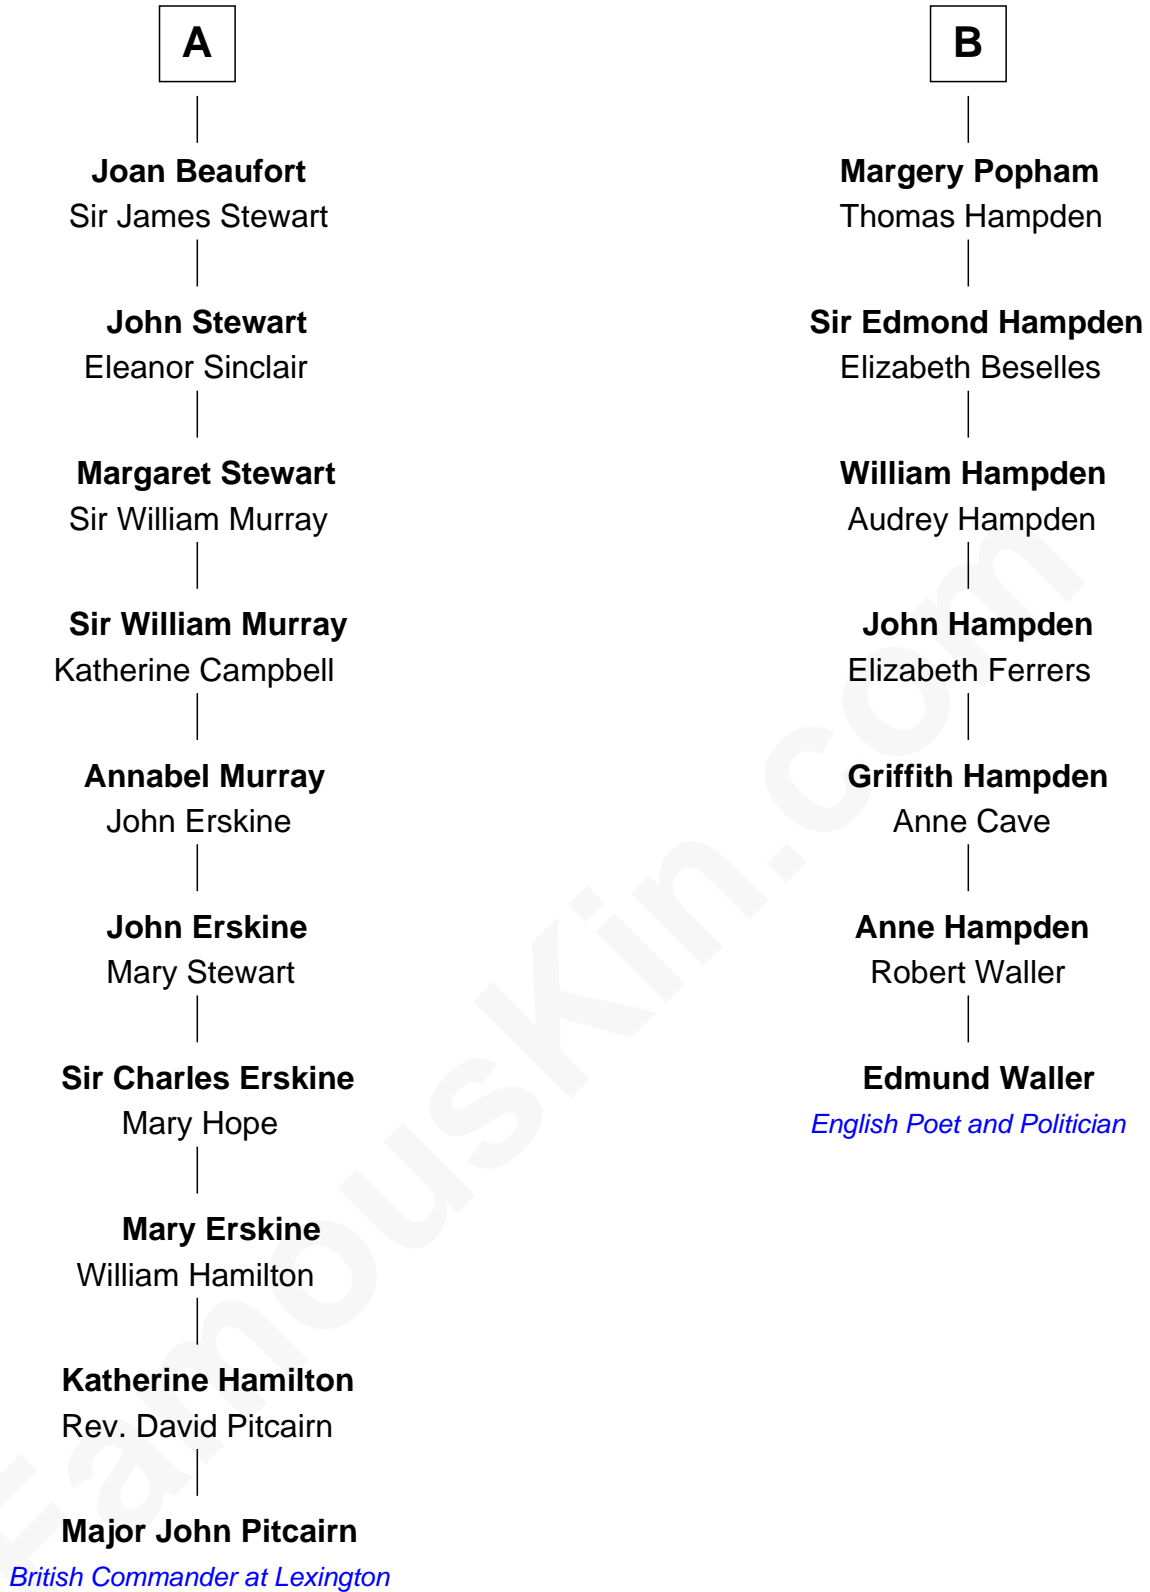 A
Joan Beaufort
Sir James Stewart
John Stewart
Eleanor Sinclair
Margaret Stewart
Sir William Murray
Sir William Murray
Katherine Campbell
Annabel Murray
John Erskine
John Erskine
Mary Stewart
Sir Charles Erskine
Mary Hope
Mary Erskine
William Hamilton
Katherine Hamilton
Rev. David Pitcairn
Major John Pitcairn
British Commander at Lexington
B
Margery Popham
Thomas Hampden
Sir Edmond Hampden
Elizabeth Beselles
William Hampden
Audrey Hampden
John Hampden
Elizabeth Ferrers
Griffith Hampden
Anne Cave
Anne Hampden
Robert Waller
Edmund Waller
English Poet and Politician
FamousKin.com